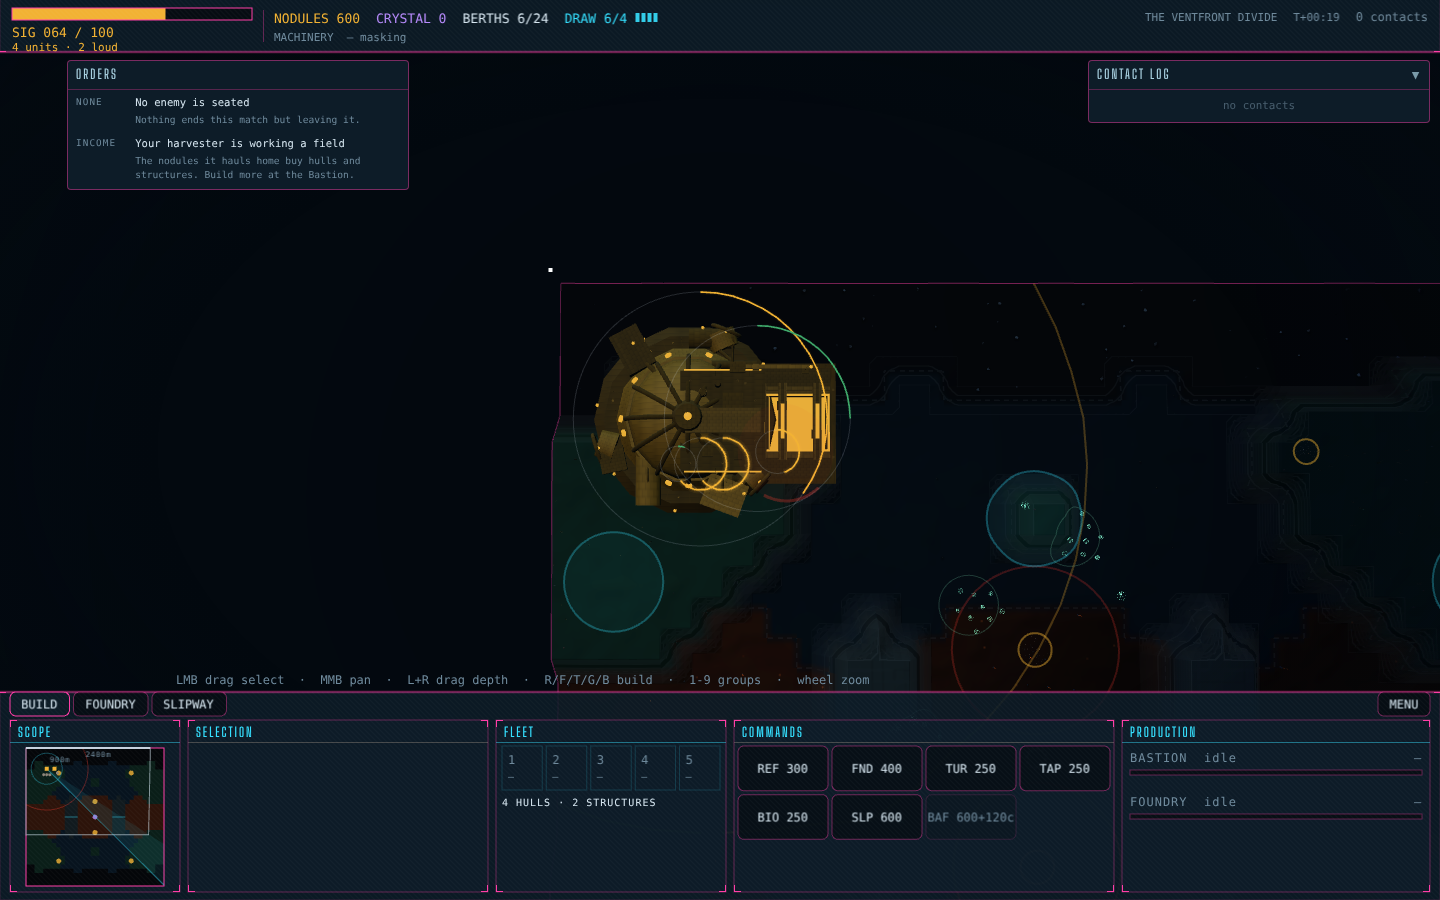 SIG 064 / 100
4 units · 2 loud
NODULES 600 CRYSTAL 0 BERTHS 6/24 DRAW 6/4
MACHINERY — masking
THE VENTFRONT DIVIDE T+00:19 0 contacts
ORDERS
NONE No enemy is seated
Nothing ends this match but leaving it.
INCOME Your harvester is working a field
The nodules it hauls home buy hulls and
structures. Build more at the Bastion.
CONTACT LOG ▼
no contacts
LMB drag select · MMB pan · L+R drag depth · R/F/T/G/B build · 1-9 groups · wheel zoom
BUILD FOUNDRY SLIPWAY MENU
SCOPE
900m 2400m
SELECTION
FLEET
1 2 3 4 5
— — — — —
4 HULLS · 2 STRUCTURES
COMMANDS
REF 300 FND 400 TUR 250 TAP 250
BIO 250 SLP 600 BAF 600+120c
PRODUCTION
BASTION idle —
FOUNDRY idle —